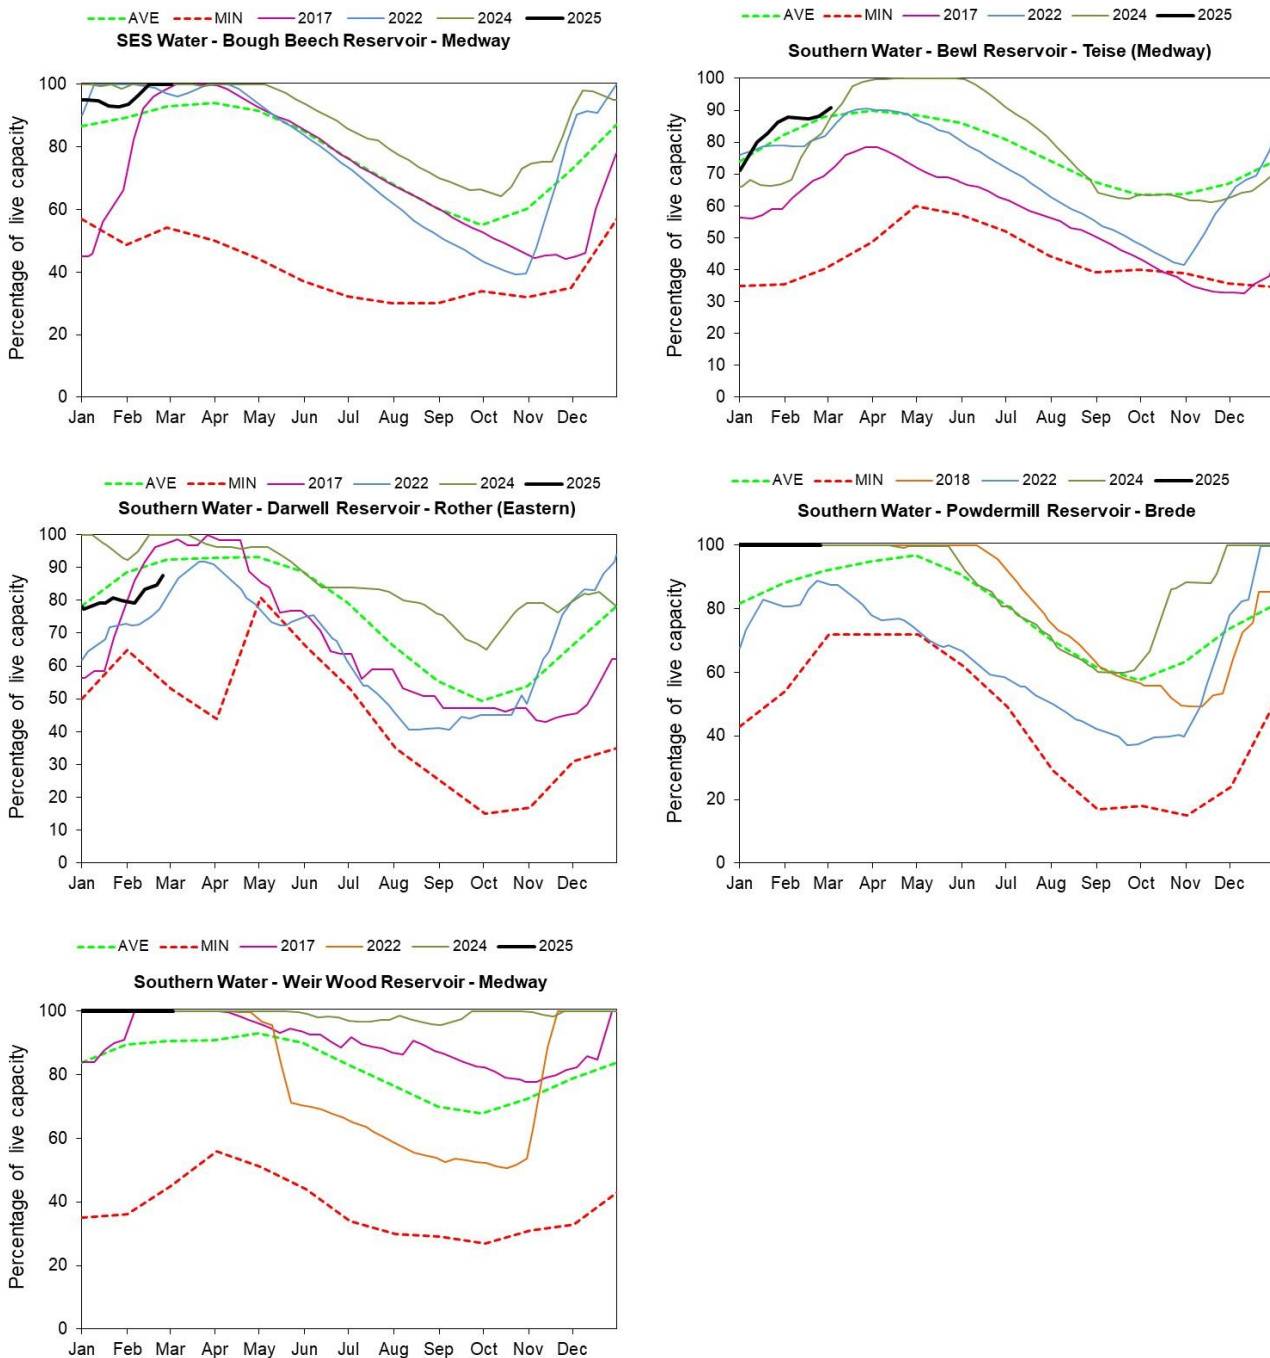 AVE MIN 2017 2022 2024 2025
SES Water - Bough Beech Reservoir - Medway
Percentage of live capacity
100
80
60
40
20
0
Jan Feb Mar Apr May Jun Jul Aug Sep Oct Nov Dec
AVE MIN 2017 2022 2024 2025
Southern Water - Bewl Reservoir - Teise (Medway)
Percentage of live capacity
100
90
80
70
60
50
40
30
20
10
0
Jan Feb Mar Apr May Jun Jul Aug Sep Oct Nov Dec
AVE MIN 2017 2022 2024 2025
Southern Water - Darwell Reservoir - Rother (Eastern)
Percentage of live capacity
100
90
80
70
60
50
40
30
20
10
0
Jan Feb Mar Apr May Jun Jul Aug Sep Oct Nov Dec
AVE MIN 2018 2022 2024 2025
Southern Water - Powdermill Reservoir - Brede
Percentage of live capacity
100
80
60
40
20
0
Jan Feb Mar Apr May Jun Jul Aug Sep Oct Nov Dec
AVE MIN 2017 2022 2024 2025
Southern Water - Weir Wood Reservoir - Medway
Percentage of live capacity
100
80
60
40
20
0
Jan Feb Mar Apr May Jun Jul Aug Sep Oct Nov Dec